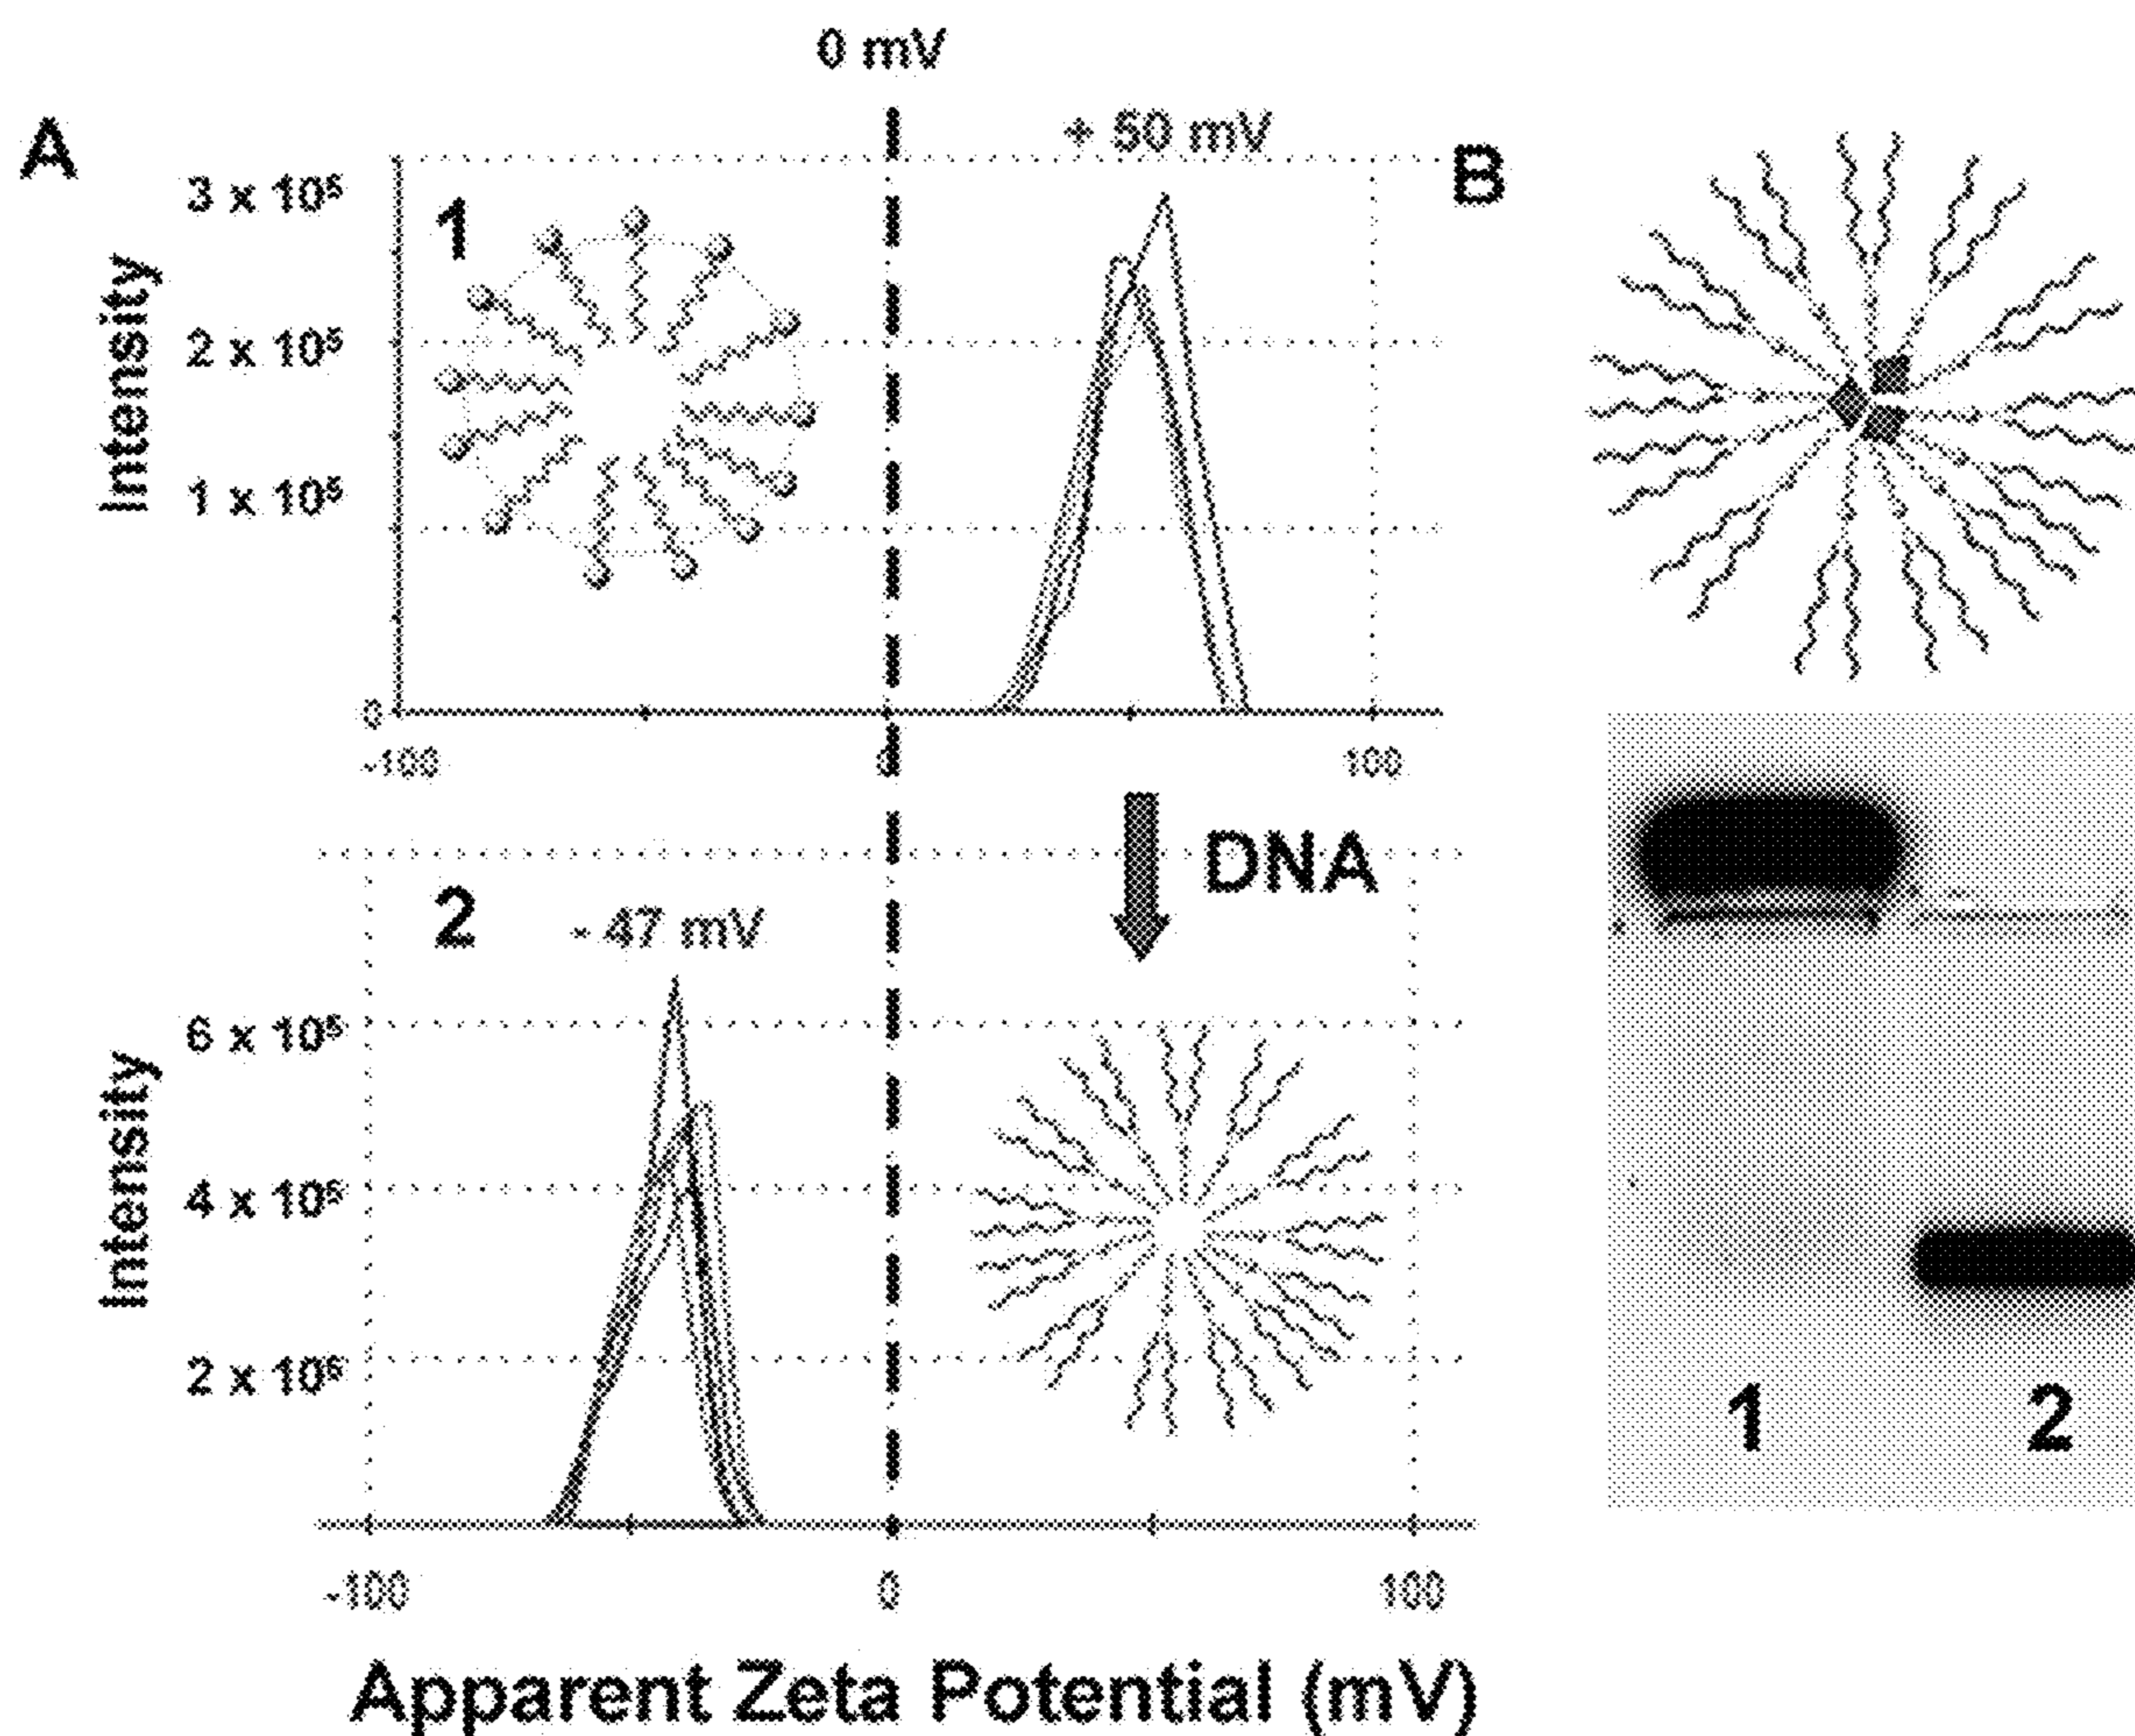 0 mV
A
+ 50 mV
B
3 x 10⁵
1
Intensity
2 x 10⁵
1 x 10⁵
0
-100
0
100
DNA
2
- 47 mV
6 x 10⁵
Intensity
4 x 10⁵
2 x 10⁵
1
2
-100
0
100
Apparent Zeta Potential (mV)